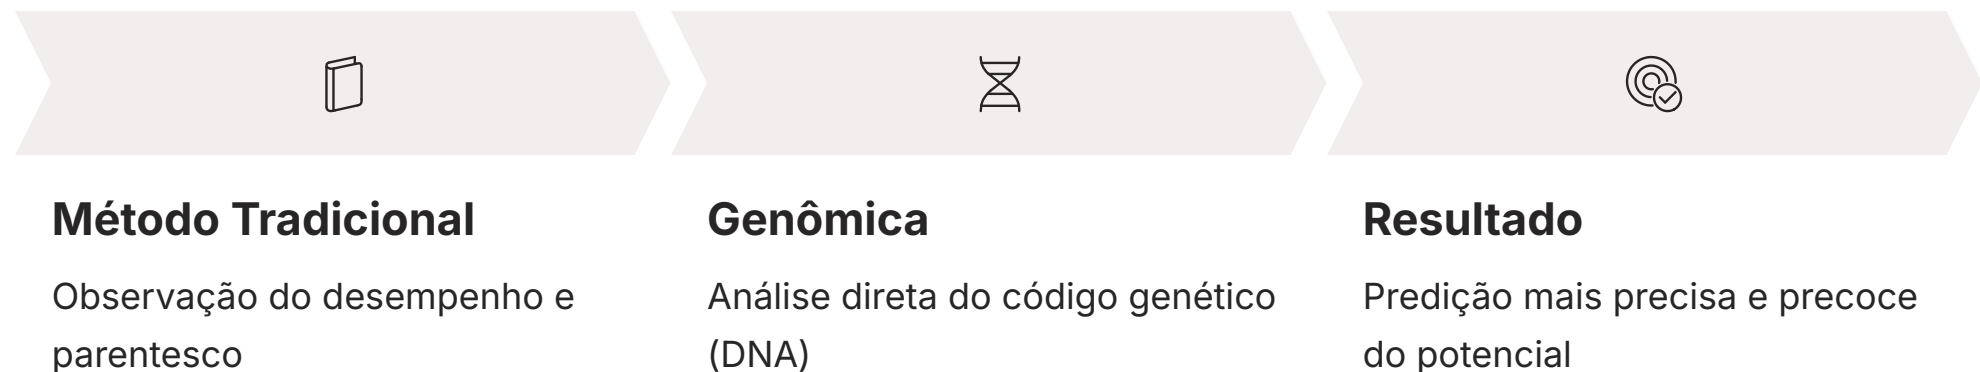 Método Tradicional
Observação do desempenho e
parentesco
Genômica
Análise direta do código genético
(DNA)
Resultado
Predição mais precisa e precoce
do potencial